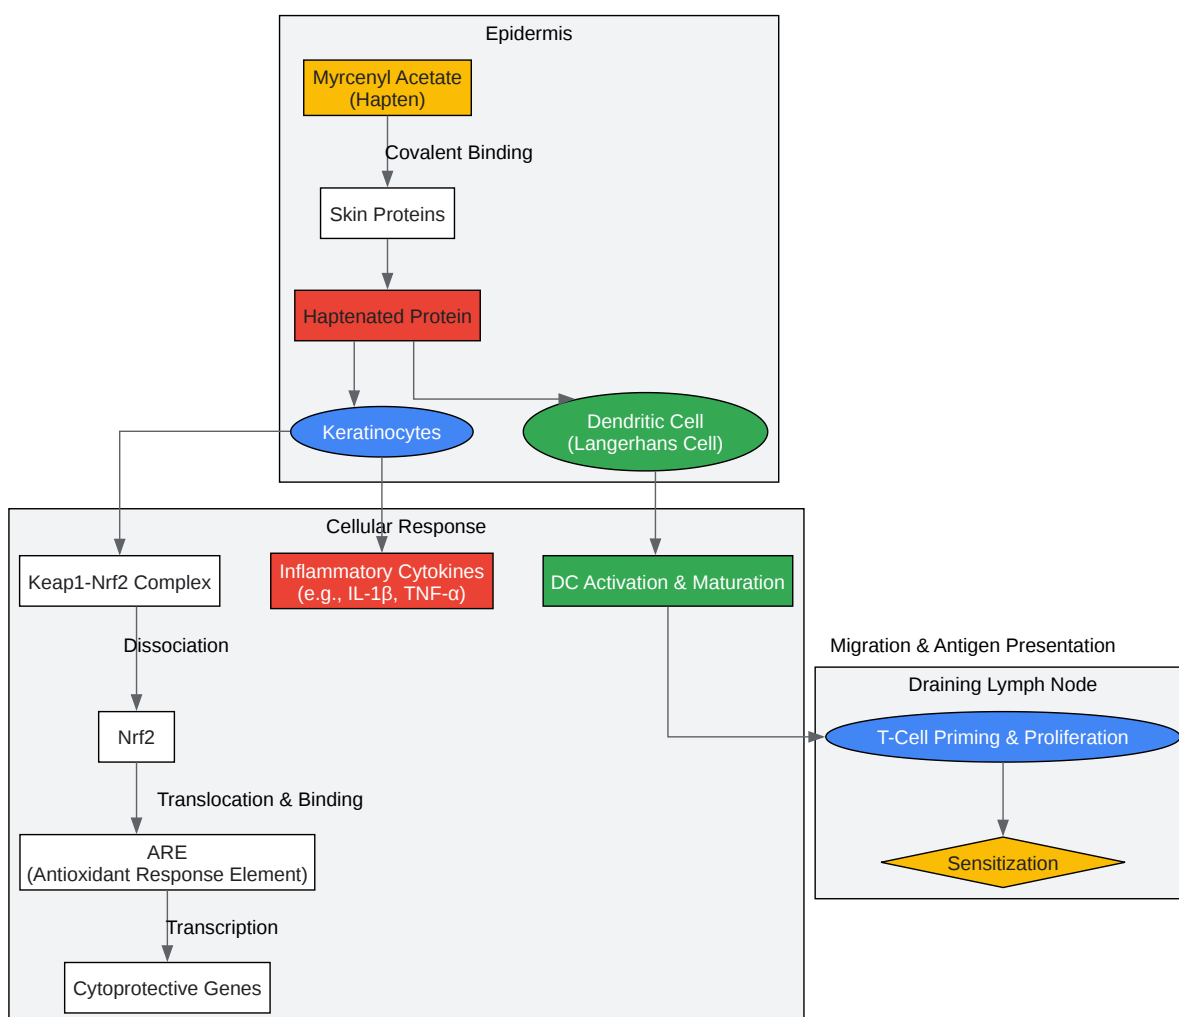 Epidermis
Myrcenyl Acetate
(Hapten)
Covalent Binding
Skin Proteins
Haptenated Protein
Keratinocytes
Dendritic Cell
(Langerhans Cell)
Cellular Response
Keap1-Nrf2 Complex
Inflammatory Cytokines
(e.g., IL-1β, TNF-α)
DC Activation & Maturation
Dissociation
Migration & Antigen Presentation
Draining Lymph Node
Nrf2
T-Cell Priming & Proliferation
Translocation & Binding
ARE
(Antioxidant Response Element)
Sensitization
Transcription
Cytoprotective Genes